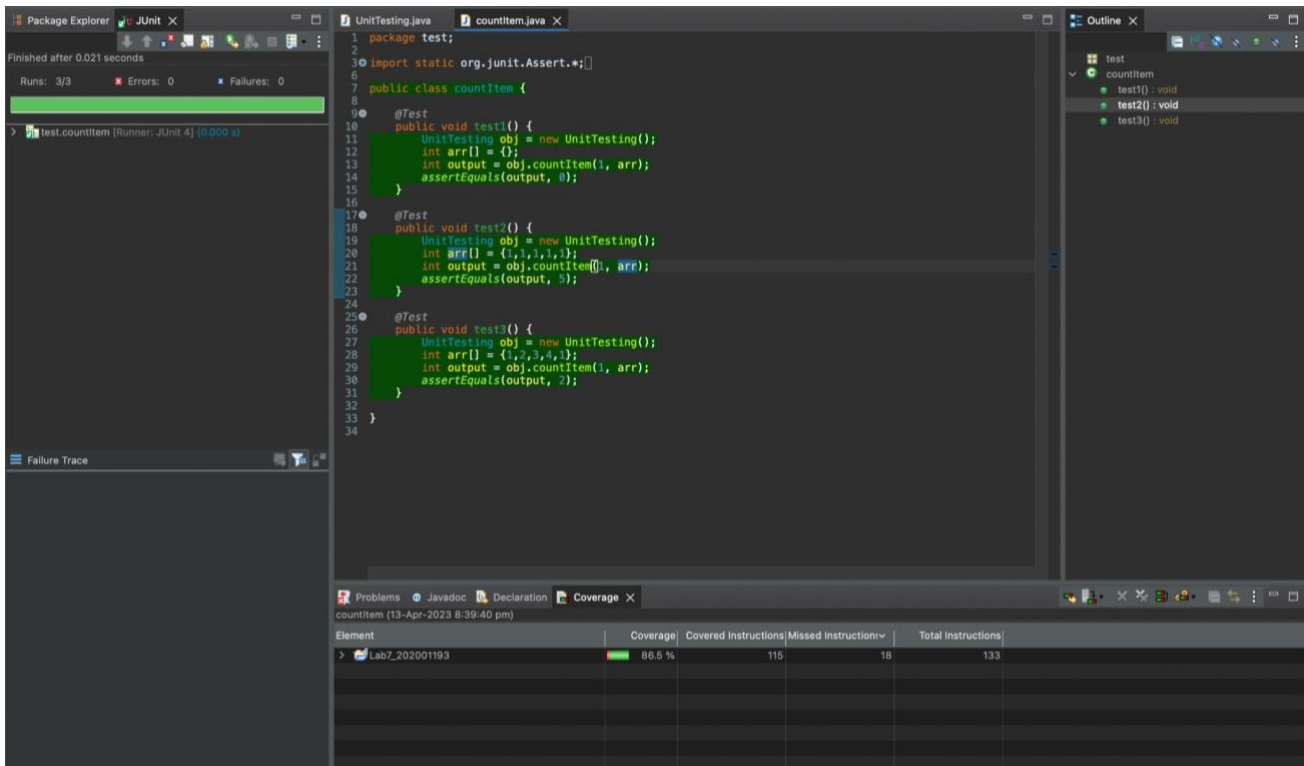 Package Explorer JUnit
Finished after 0.021 seconds
Runs: 3/3 Errors: 0 Failures: 0
test.countItem [Runner: JUnit 4] (0.000 s)
Failure Trace
UnitTesting.java countItem.java
1 package test;
2
3 import static org.junit.Assert.*;
6
7 public class countItem {
8
9 @Test
10 public void test1() {
11 UnitTesting obj = new UnitTesting();
12 int arr[] = {};
13 int output = obj.countItem(1, arr);
14 assertEquals(output, 0);
15 }
16
17 @Test
18 public void test2() {
19 UnitTesting obj = new UnitTesting();
20 int arr[] = {1,1,1,1,1};
21 int output = obj.countItem(1, arr);
22 assertEquals(output, 5);
23 }
24
25 @Test
26 public void test3() {
27 UnitTesting obj = new UnitTesting();
28 int arr[] = {1,2,3,4,1};
29 int output = obj.countItem(1, arr);
30 assertEquals(output, 2);
31 }
32
33 }
34
Outline
test
countItem
test1() : void
test2() : void
test3() : void
Problems Javadoc Declaration Coverage
countItem (13-Apr-2023 8:39:40 pm)
Element Coverage Covered Instructions Missed Instructions Total Instructions
Lab7_202001193 86.5 % 115 18 133